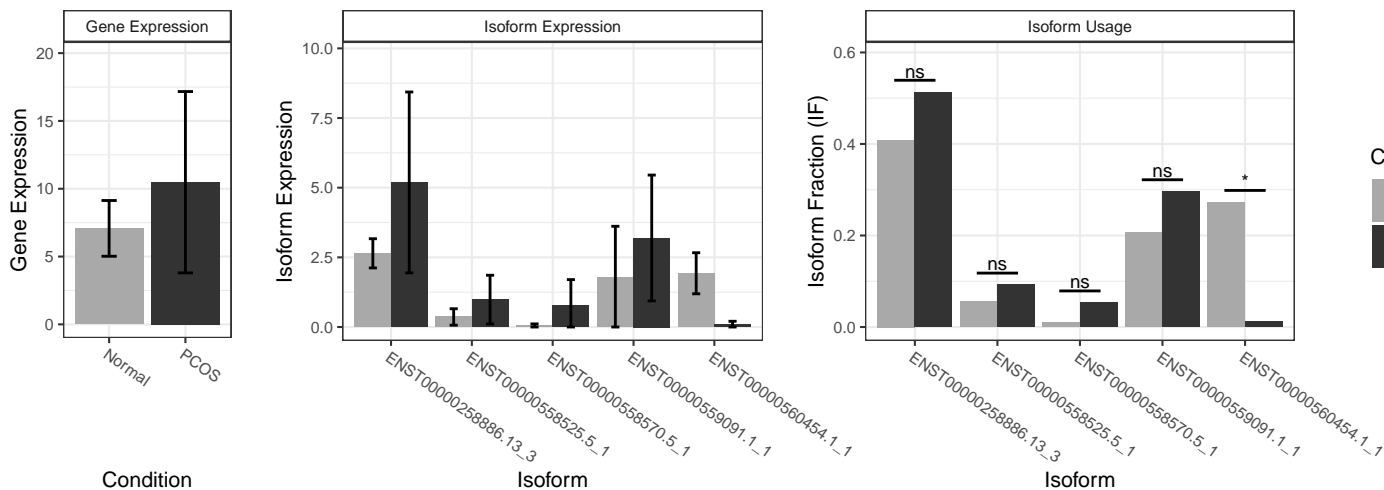 Gene Expression
Gene Expression
20
15
10
5
0
Normal
PCOS
Condition
Isoform Expression
Isoform Expression
10.0
7.5
5.0
2.5
0.0
ENST00000258886.13_3
ENST00000558525.5_1
ENST00000558570.5_1
ENST00000559091.1_1
ENST00000560454.1_1
Isoform
Isoform Usage
Isoform Fraction (IF)
0.6
0.4
0.2
0.0
ns
ns
ns
ns
*
ENST00000258886.13_3
ENST00000558525.5_1
ENST00000558570.5_1
ENST00000559091.1_1
ENST00000560454.1_1
Isoform
C